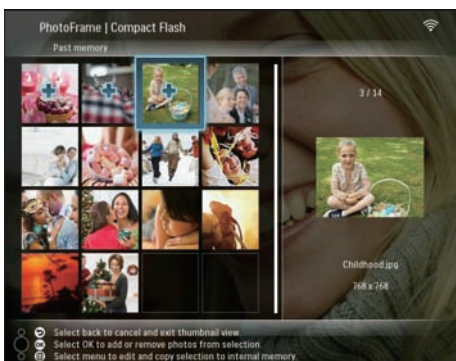 PhotoFrame | Compact Flash
Past memory
3 / 14
Childhood.jpg
768 x 768
Select back to cancel and exit thumbnail view.
OK Select OK to add or remove photos from selection.
Select menu to edit and copy selection to internal memory.